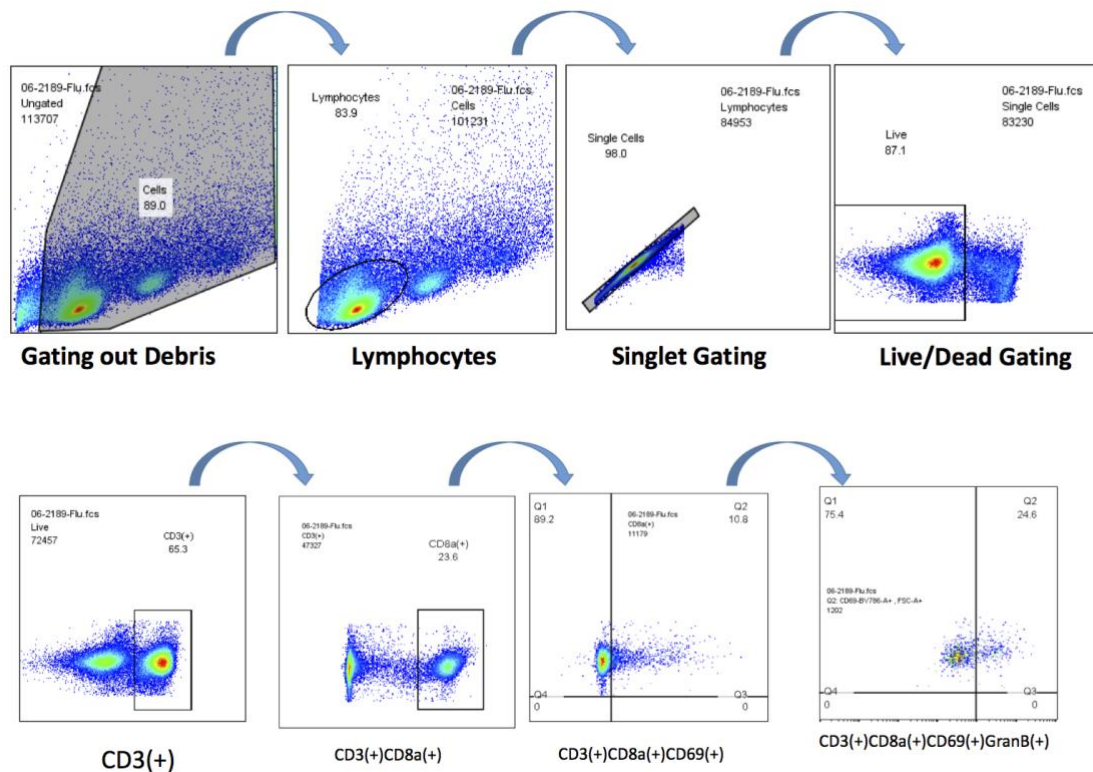 06-2189-Flu.fcs
Ungated
113707
Cells
89.0
Gating out Debris
Lymphocytes
83.9
06-2189-Flu.fcs
Cells
101231
Lymphocytes
06-2189-Flu.fcs
Lymphocytes
84953
Single Cells
98.0
Singlet Gating
06-2189-Flu.fcs
Single Cells
83230
Live
87.1
Live/Dead Gating
06-2189-Flu.fcs
Live
72457
CD3(+)
65.3
CD3(+)
06-2189-Flu.fcs
CD3(+)
47327
CD8a(+)
23.6
CD3(+)CD8a(+)
Q1
89.2
06-2189-Flu.fcs
CD8a(+)
11179
Q2
10.8
Q4
0
Q3
0
CD3(+)CD8a(+)CD69(+)
Q1
75.4
Q2
24.6
06-2189-Flu.fcs
Q2: CD69-BV786-A+ , FSC-A+
1202
Q4
0
Q3
0
CD3(+)CD8a(+)CD69(+)GranB(+)